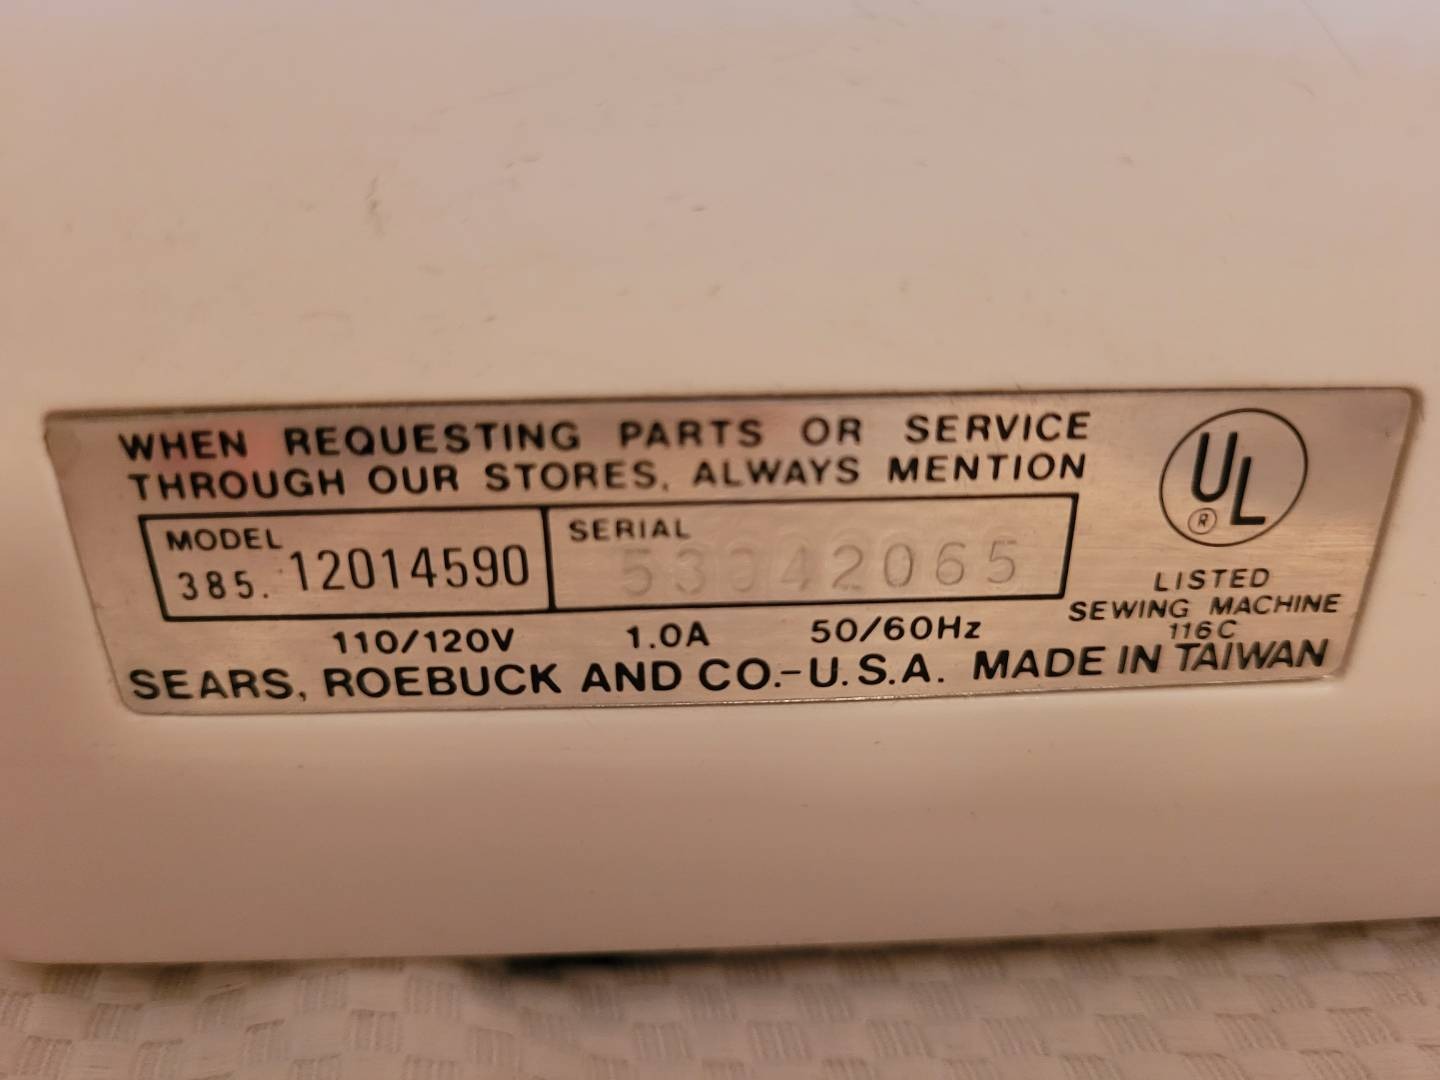 WHEN REQUESTING PARTS OR SERVICE
THROUGH OUR STORES, ALWAYS MENTION
MODEL
385. 12014590
SERIAL
53042065
UL
®
LISTED
SEWING MACHINE
116C
110/120V 1.0A 50/60Hz
SEARS, ROEBUCK AND CO.-U.S.A. MADE IN TAIWAN